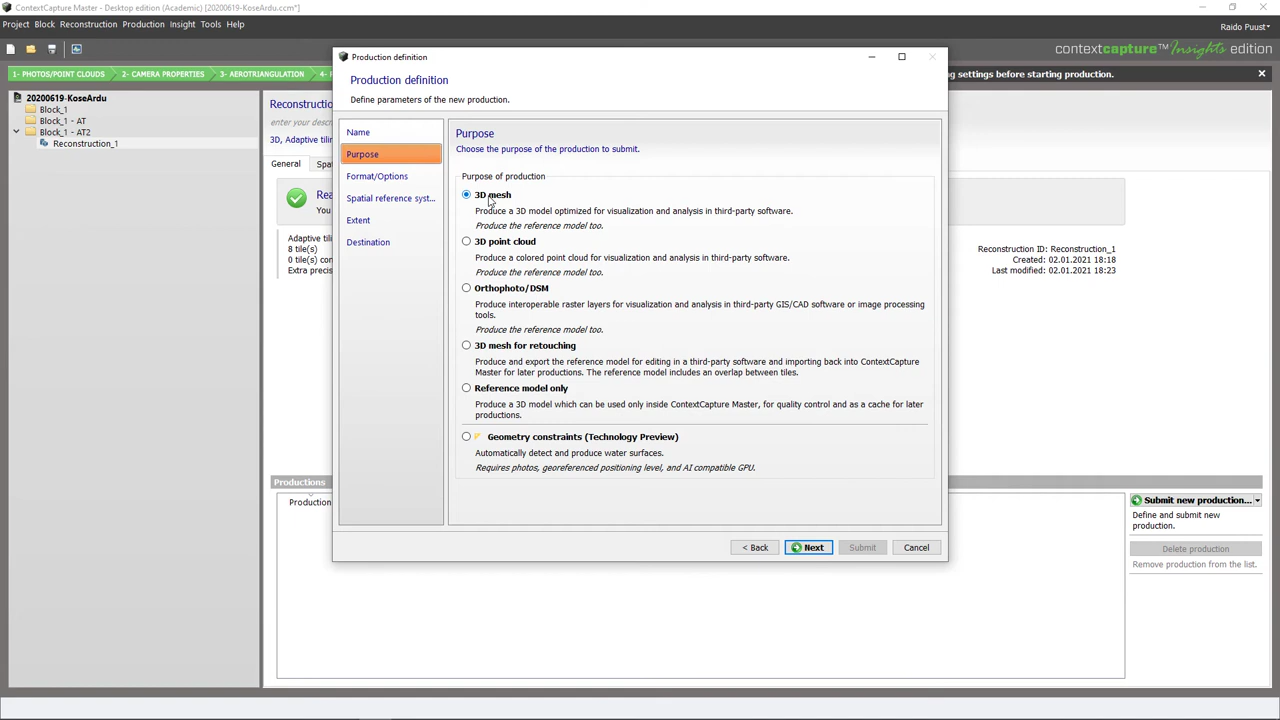 ContextCapture Master - Desktop edition (Academic) [20200619-KoseArdu.ccm*]
Project Block Reconstruction Production Insight Tools Help
Raido Puust
contextcapture™ Insights edition
1- PHOTOS/POINT CLOUDS 2- CAMERA PROPERTIES 3- AEROTRIANGULATION 4-
ng settings before starting production.
20200619-KoseArdu
Block_1
Block_1 - AT
Block_1 - AT2
Reconstruction_1
Reconstructio
enter your descr
3D, Adaptive tilin
General Spa
Rea
You
Adaptive tili
8 tile(s)
0 tile(s) con
Extra precis
Reconstruction ID: Reconstruction_1
Created: 02.01.2021 18:18
Last modified: 02.01.2021 18:23
Production definition
Production definition
Define parameters of the new production.
Name
Purpose
Format/Options
Spatial reference syst...
Extent
Destination
Purpose
Choose the purpose of the production to submit.
Purpose of production
3D mesh
Produce a 3D model optimized for visualization and analysis in third-party software.
Produce the reference model too.
3D point cloud
Produce a colored point cloud for visualization and analysis in third-party software.
Produce the reference model too.
Orthophoto/DSM
Produce interoperable raster layers for visualization and analysis in third-party GIS/CAD software or image processing
tools.
Produce the reference model too.
3D mesh for retouching
Produce and export the reference model for editing in a third-party software and importing back into ContextCapture
Master for later productions. The reference model includes an overlap between tiles.
Reference model only
Produce a 3D model which can be used only inside ContextCapture Master, for quality control and as a cache for later
productions.
Geometry constraints (Technology Preview)
Automatically detect and produce water surfaces.
Requires photos, georeferenced positioning level, and AI compatible GPU.
< Back Next Submit Cancel
Productions
Production
Submit new production...
Define and submit new
production.
Delete production
Remove production from the list.